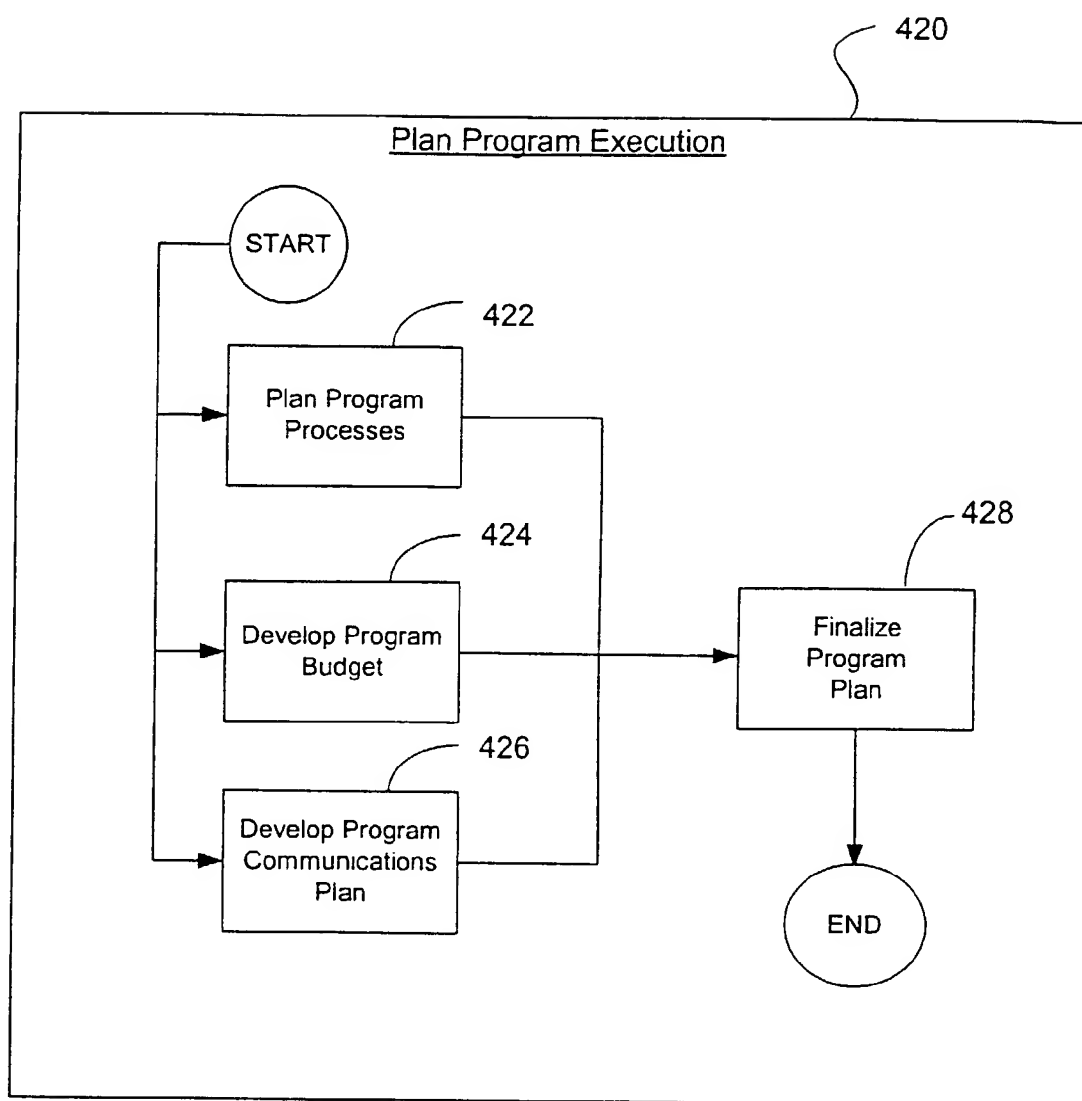 420
Plan Program Execution
START
422
Plan Program
Processes
424
Develop Program
Budget
426
Develop Program
Communications
Plan
428
Finalize
Program
Plan
END